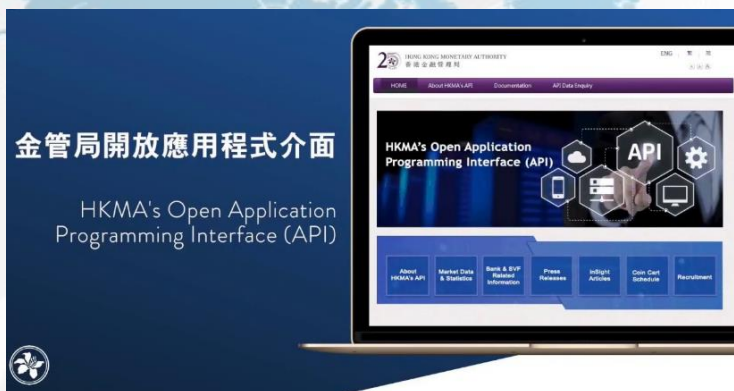 金管局開放應用程式介面
HKMA's Open Application
Programming Interface (API)
HONG KONG MONETARY AUTHORITY
香港金融管理局
ENG 繁 简
HOME About HKMA's API Documentation API Data Enquiry
HKMA's Open Application
Programming Interface (API)
API
About
HKMA's API
Market Data
& Statistics
Bank & SVF
Related
Information
Press
Releases
inSight
Articles
Coin Cart
Schedule
Recruitment